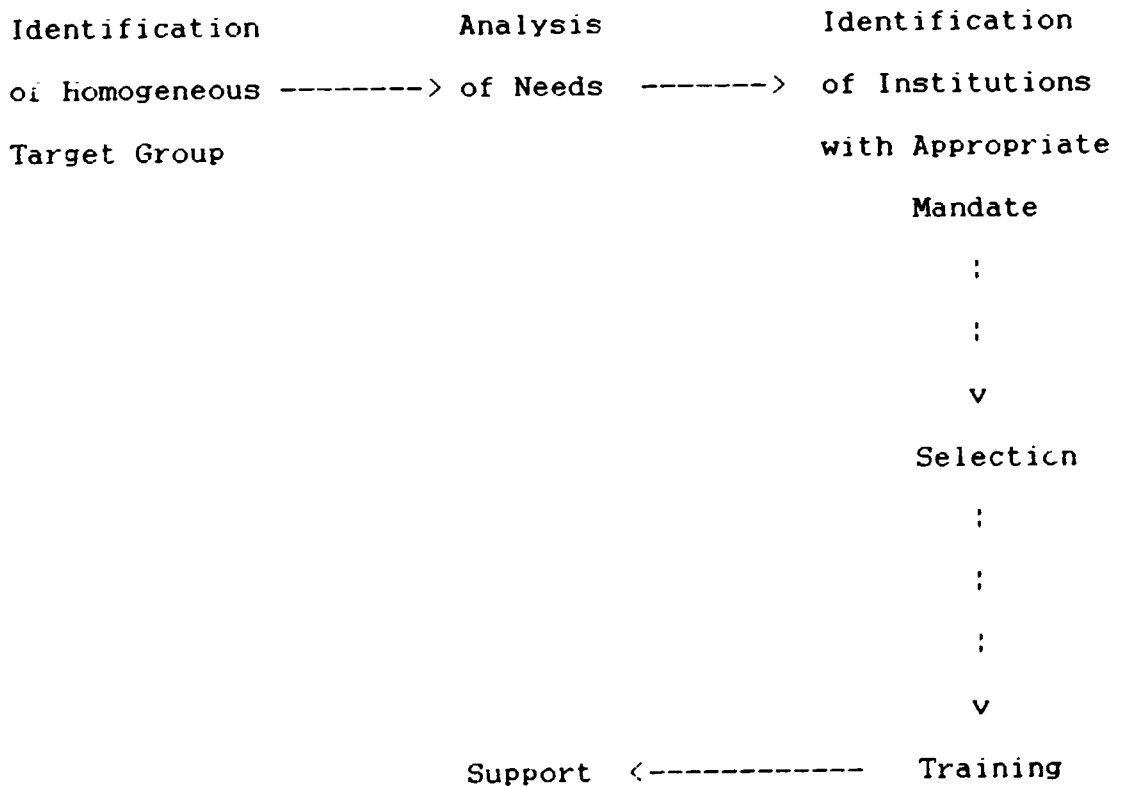 Identification Analysis Identification
of Homogeneous --------> of Needs -------> of Institutions
Target Group with Appropriate
Mandate
:
:
v
Selection
:
:
:
v
Support <------------- Training